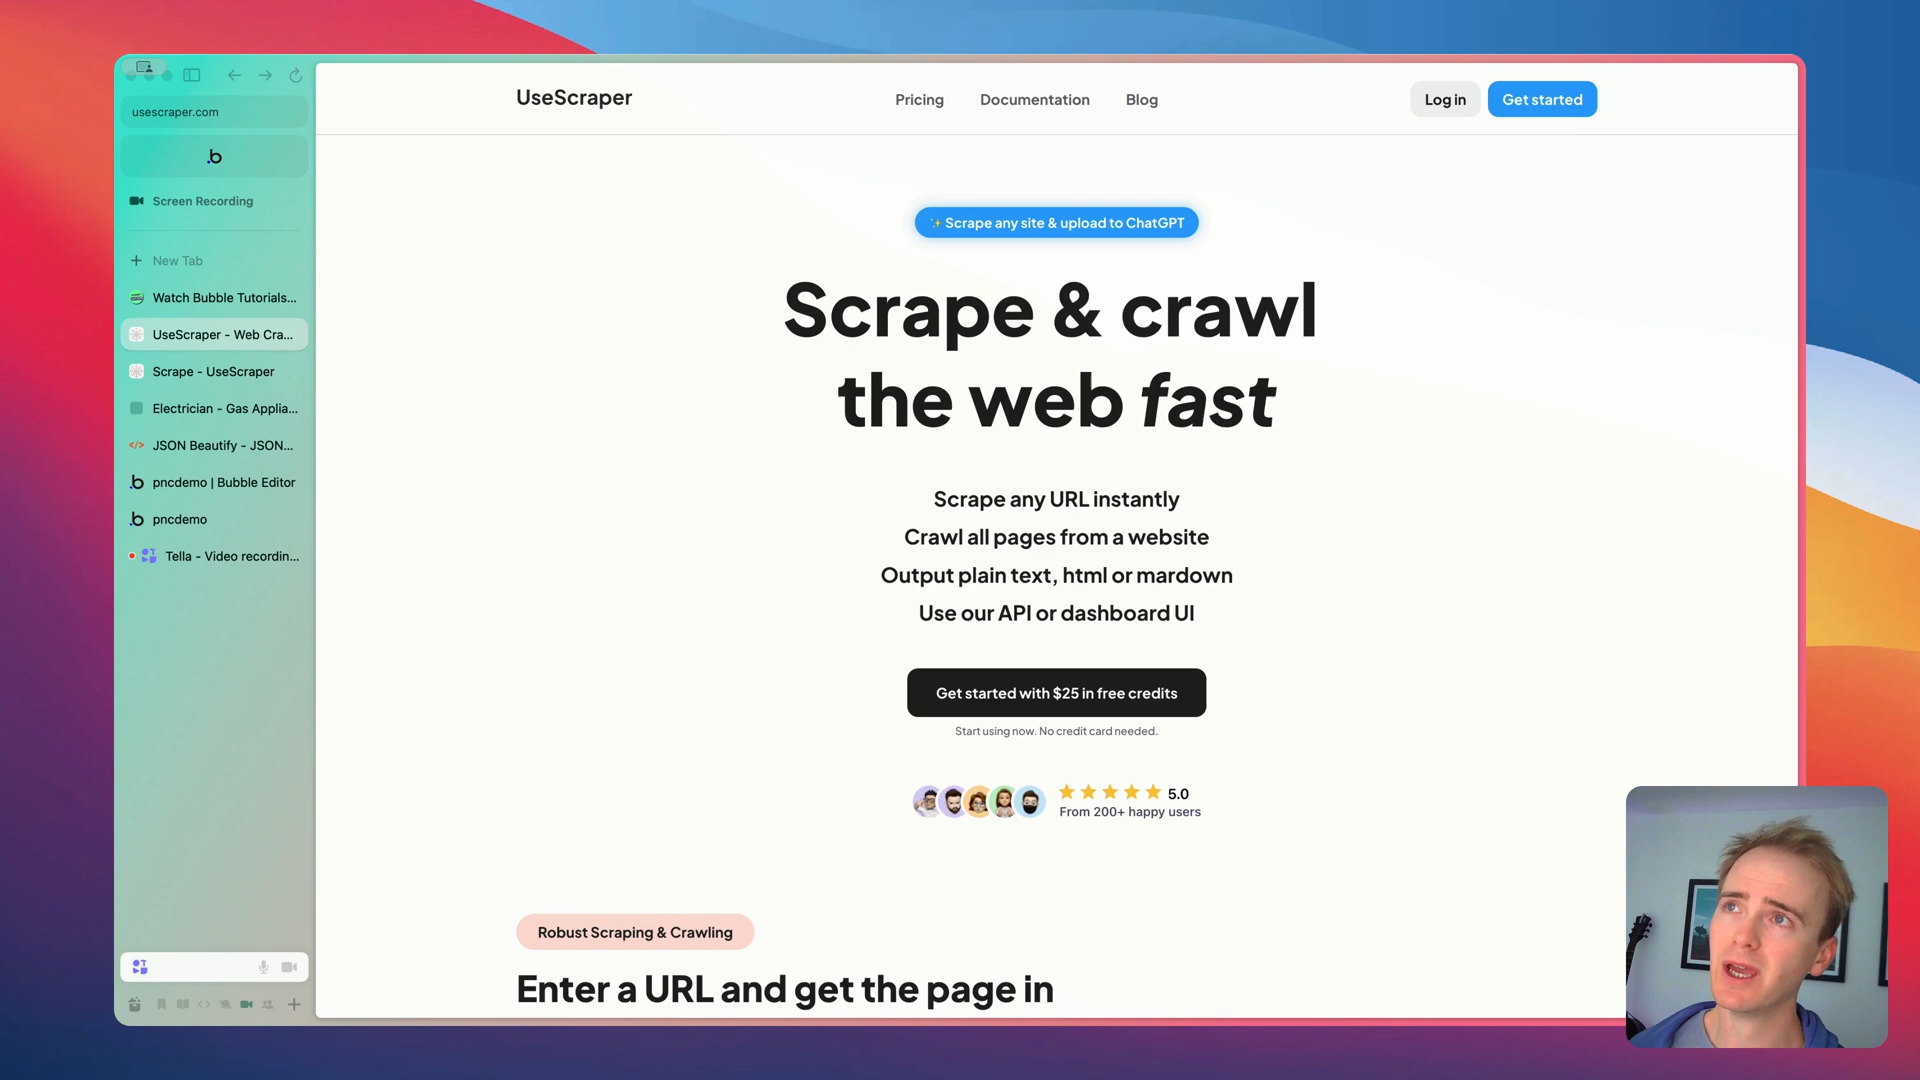 usescraper.com
.b
Screen Recording
New Tab
Watch Bubble Tutorials...
UseScraper - Web Cra...
Scrape - UseScraper
Electrician - Gas Applia...
</> JSON Beautify - JSON...
.b pncdemo | Bubble Editor
.b pncdemo
Tella - Video recordin...
UseScraper
Pricing Documentation Blog
Log in Get started
✨ Scrape any site & upload to ChatGPT
Scrape & crawl
the web fast
Scrape any URL instantly
Crawl all pages from a website
Output plain text, html or mardown
Use our API or dashboard UI
Get started with $25 in free credits
Start using now. No credit card needed.
5.0
From 200+ happy users
Robust Scraping & Crawling
Enter a URL and get the page in